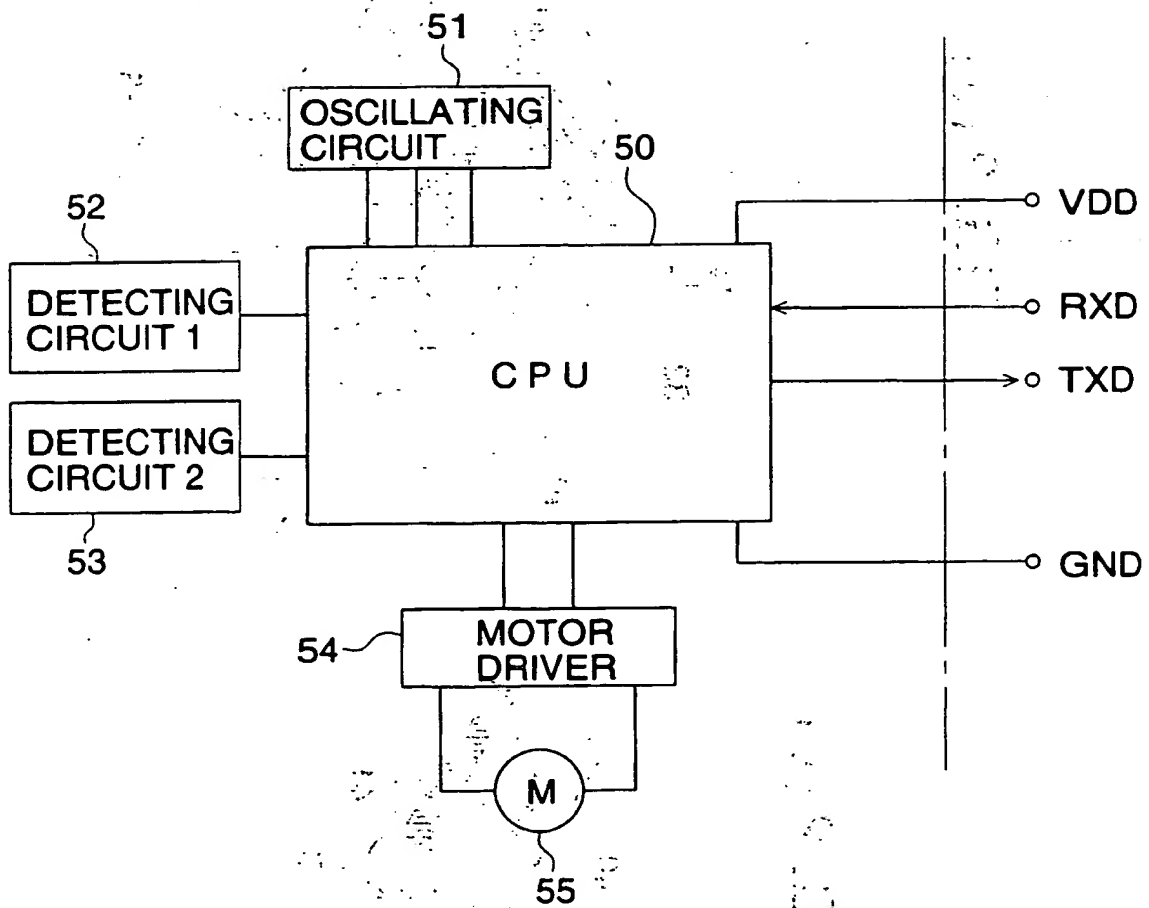 51
OSCILLATING
CIRCUIT
50
52
VDD
DETECTING
CIRCUIT 1
RXD
CPU
TXD
DETECTING
CIRCUIT 2
53
GND
54
MOTOR
DRIVER
M
55